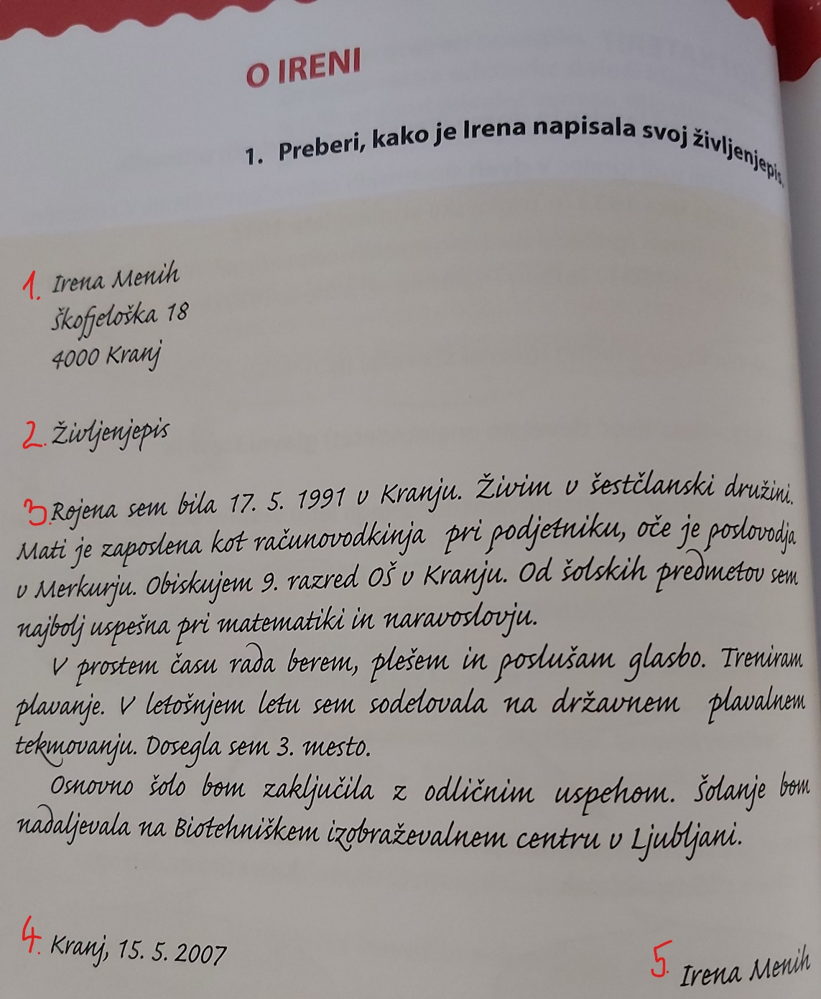 O IRENI
1. Preberi, kako je Irena napisala svoj življenjepis.
1. Irena Menih
Škofjeloška 18
4000 Kranj
2. Življenjepis
3. Rojena sem bila 17. 5. 1991 v Kranju. Živim v šestčlanski družini.
Mati je zaposlena kot računovodkinja pri podjetniku, oče je poslovodja
v Merkurju. Obiskujem 9. razred OŠ v Kranju. Od šolskih predmetov sem
najbolj uspešna pri matematiki in naravoslovju.
V prostem času rada berem, plešem in poslušam glasbo. Treniram
plavanje. V letošnjem letu sem sodelovala na državnem plavalnem
tekmovanju. Dosegla sem 3. mesto.
Osnovno šolo bom zaključila z odličnim uspehom. Šolanje bom
nadaljevala na Biotehniškem izobraževalnem centru v Ljubljani.
4. Kranj, 15. 5. 2007
5. Irena Menih